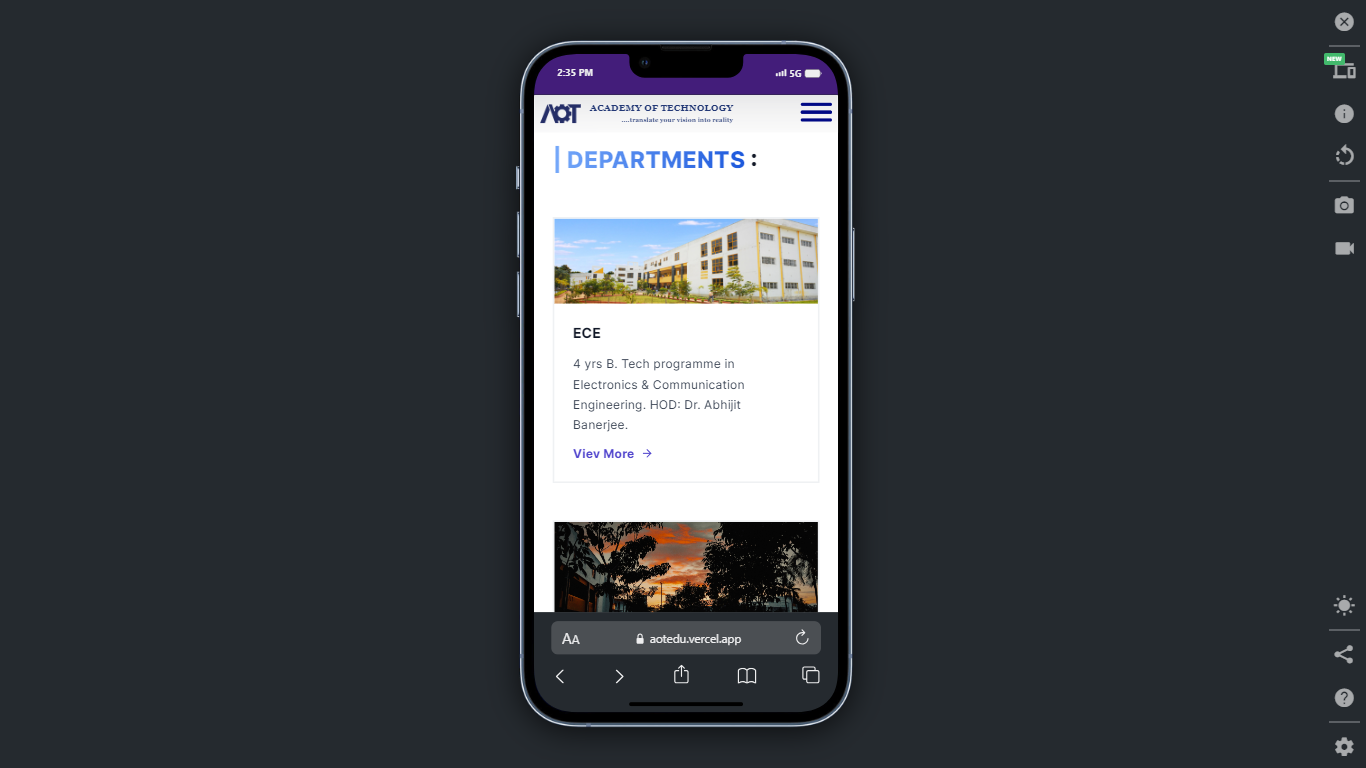 2:35 PM
5G
NEW
AOT
ACADEMY OF TECHNOLOGY
....translate your vision into reality
DEPARTMENTS :
ECE
4 yrs B. Tech programme in
Electronics & Communication
Engineering. HOD: Dr. Abhijit
Banerjee.
Viev More →
AA
aotedu.vercel.app